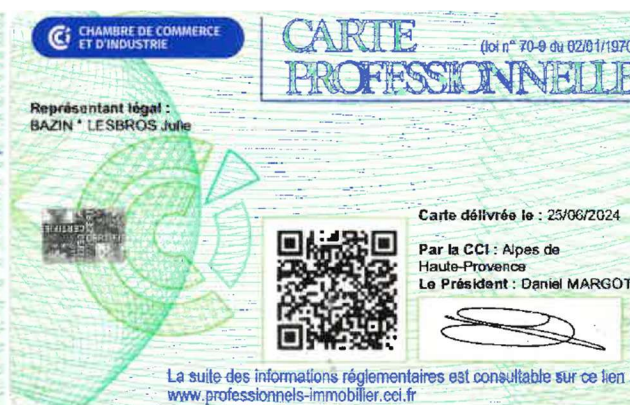 CHAMBRE DE COMMERCE
ET D'INDUSTRIE
CARTE
(loi n° 70-9 du 02/01/1970
PROFESSIONNELLE
Représentant légal :
BAZIN * LESBROS Julie
Carte délivrée le : 25/06/2024
Par la CCI : Alpes de
Haute-Provence
Le Président : Daniel MARGOT
La suite des informations réglementaires est consultable sur ce lien
www.professionnels-immobilier.cci.fr